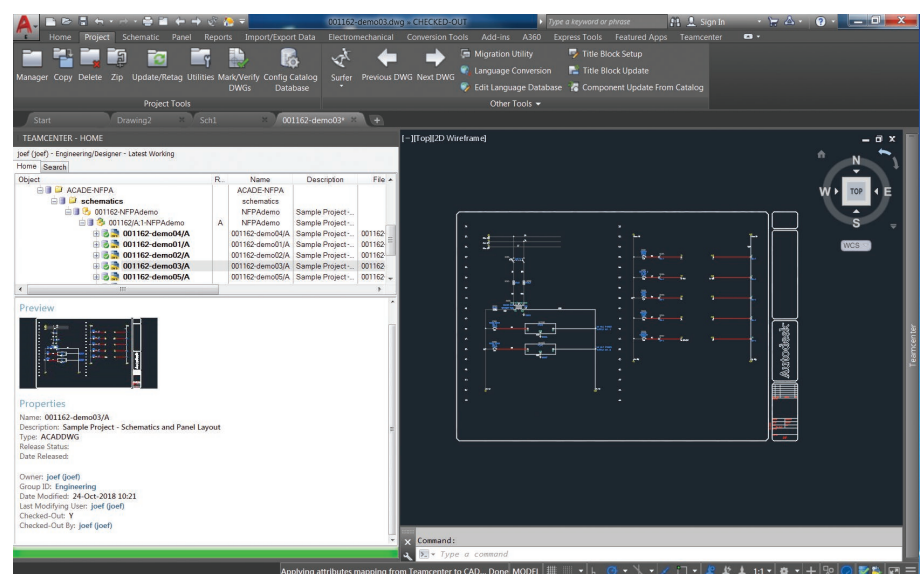 001162-demo03.dwg » CHECKED-OUT
Type a keyword or phrase
Sign In
Home Project Schematic Panel Reports Import/Export Data Electromechanical Conversion Tools Add-ins A360 Express Tools Featured Apps Teamcenter
Manager Copy Delete Zip Update/Retag Utilities Mark/Verify DWGs Config Catalog Database
Surfer Previous DWG Next DWG
Migration Utility
Language Conversion
Edit Language Database
Title Block Setup
Title Block Update
Component Update From Catalog
Project Tools
Other Tools
Start Drawing2 Sch1 001162-demo03*
TEAMCENTER - HOME
joef (joef) - Engineering/Designer - Latest Working
Home Search
Object R... Name Description File
ACADE-NFPA ACADE-NFPA
schematics schematics
001162-NFPAdemo NFPAdemo Sample Project -...
001162/A;1-NFPAdemo A NFPAdemo Sample Project -...
001162-demo04/A 001162-demo04/A Sample Project -... 001162-
001162-demo01/A 001162-demo01/A Sample Project -... 001162-
001162-demo02/A 001162-demo02/A Sample Project -... 001162-
001162-demo03/A 001162-demo03/A Sample Project -... 001162-
001162-demo05/A 001162-demo05/A Sample Project -... 001162
Preview
Autodesk
Properties
Name: 001162-demo03/A
Description: Sample Project - Schematics and Panel Layout
Type: ACADDWG
Release Status:
Date Released:
Owner: joef (joef)
Group ID: Engineering
Date Modified: 24-Oct-2018 10:21
Last Modifying User: joef (joef)
Checked-Out: Y
Checked-Out By: joef (joef)
[-][Top][2D Wireframe]
N
W TOP E
S
WCS
Autodesk
Teamcenter
Command:
Type a command
Applying attributes mapping from Teamcenter to CAD... Done MODEL 1:1